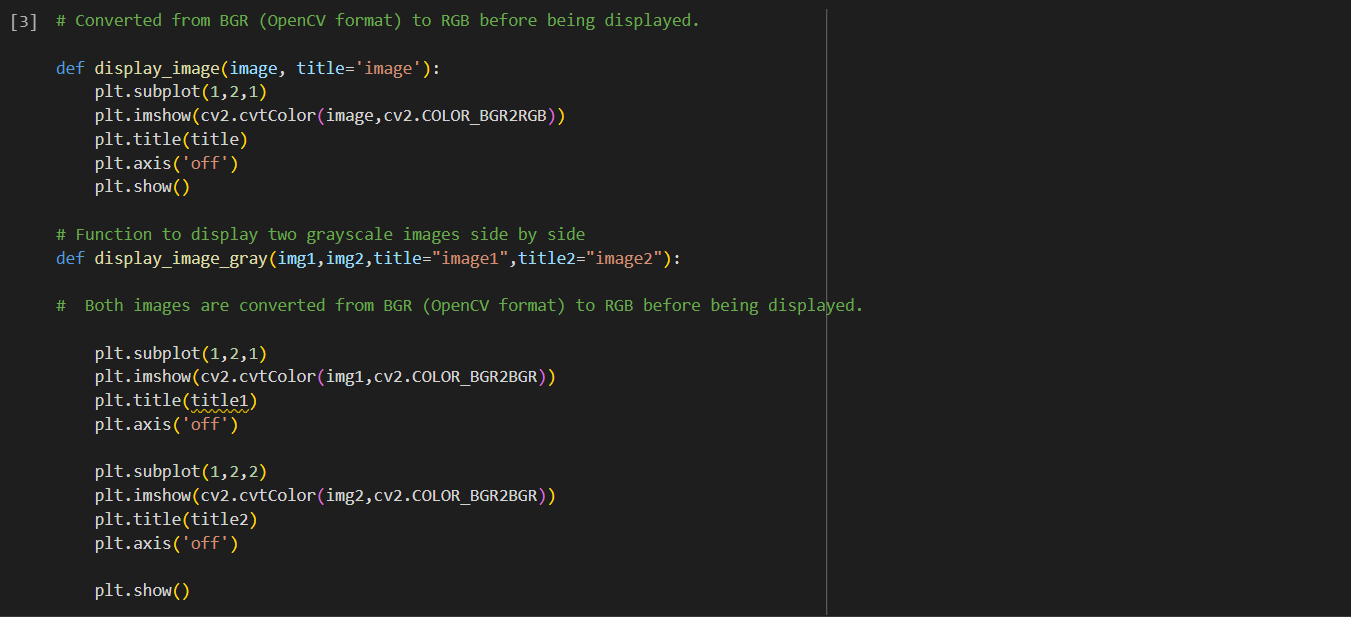 [3] # Converted from BGR (OpenCV format) to RGB before being displayed.
def display_image(image, title='image'):
    plt.subplot(1,2,1)
    plt.imshow(cv2.cvtColor(image,cv2.COLOR_BGR2RGB))
    plt.title(title)
    plt.axis('off')
    plt.show()
# Function to display two grayscale images side by side
def display_image_gray(img1,img2,title="image1",title2="image2"):
#  Both images are converted from BGR (OpenCV format) to RGB before being displayed.
    plt.subplot(1,2,1)
    plt.imshow(cv2.cvtColor(img1,cv2.COLOR_BGR2BGR))
    plt.title(title1)
    plt.axis('off')
    plt.subplot(1,2,2)
    plt.imshow(cv2.cvtColor(img2,cv2.COLOR_BGR2BGR))
    plt.title(title2)
    plt.axis('off')
    plt.show()